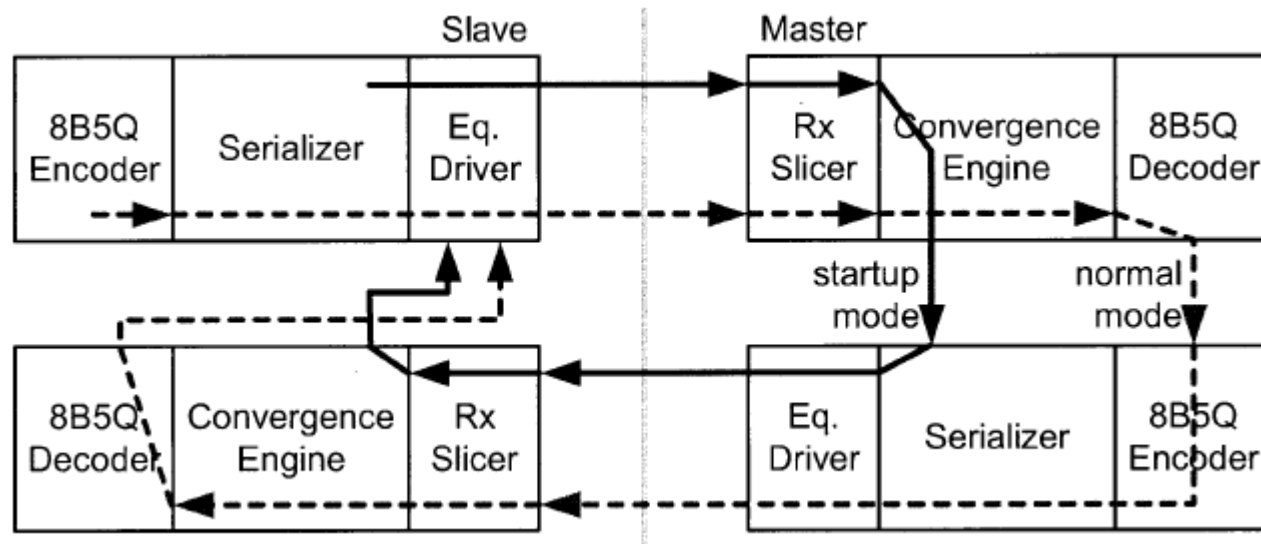 Slave
Master
8B5Q
Encoder
Serializer
Eq.
Driver
Rx
Slicer
Convergence
Engine
8B5Q
Decoder
startup
mode
normal
mode
8B5Q
Decoder
Convergence
Engine
Rx
Slicer
Eq.
Driver
Serializer
8B5Q
Encoder